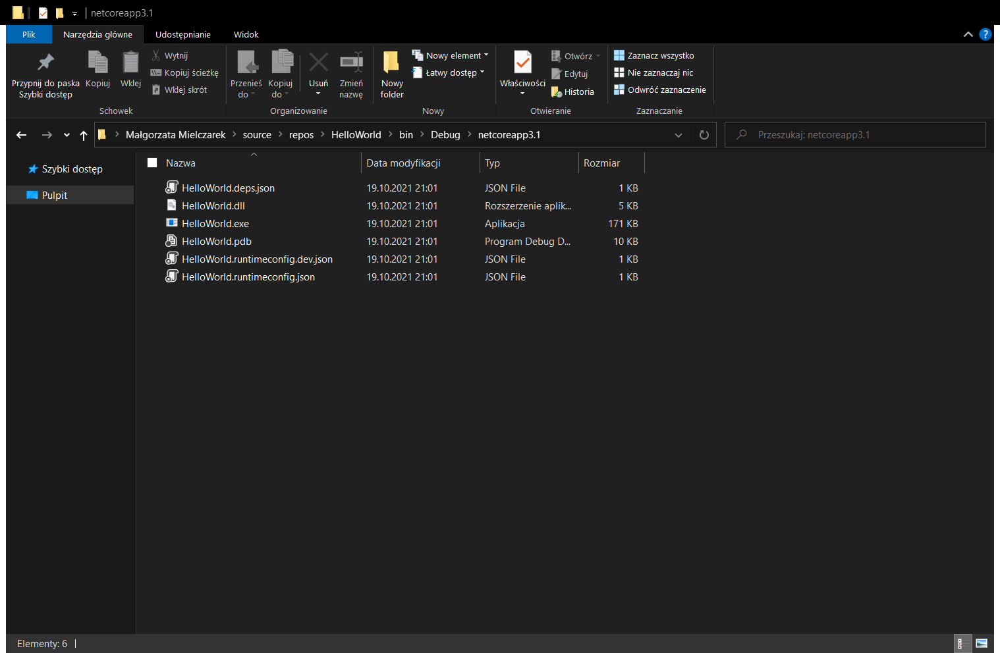 netcoreapp3.1
Plik Narzędzia główne Udostępnianie Widok
Przypnij do paska Szybki dostęp
Kopiuj
Wklej
Wytnij
Kopiuj ścieżkę
Wklej skrót
Schowek
Przenieś do
Kopiuj do
Usuń
Zmień nazwę
Organizowanie
Nowy folder
Nowy element
Łatwy dostęp
Nowy
Właściwości
Otwórz
Edytuj
Historia
Otwieranie
Zaznacz wszystko
Nie zaznaczaj nic
Odwróć zaznaczenie
Zaznaczanie
Małgorzata Mielczarek > source > repos > HelloWorld > bin > Debug > netcoreapp3.1
Przeszukaj: netcoreapp3.1
Szybki dostęp
Pulpit
Nazwa Data modyfikacji Typ Rozmiar
HelloWorld.deps.json 19.10.2021 21:01 JSON File 1 KB
HelloWorld.dll 19.10.2021 21:01 Rozszerzenie aplik... 5 KB
HelloWorld.exe 19.10.2021 21:01 Aplikacja 171 KB
HelloWorld.pdb 19.10.2021 21:01 Program Debug D... 10 KB
HelloWorld.runtimeconfig.dev.json 19.10.2021 21:01 JSON File 1 KB
HelloWorld.runtimeconfig.json 19.10.2021 21:01 JSON File 1 KB
Elementy: 6